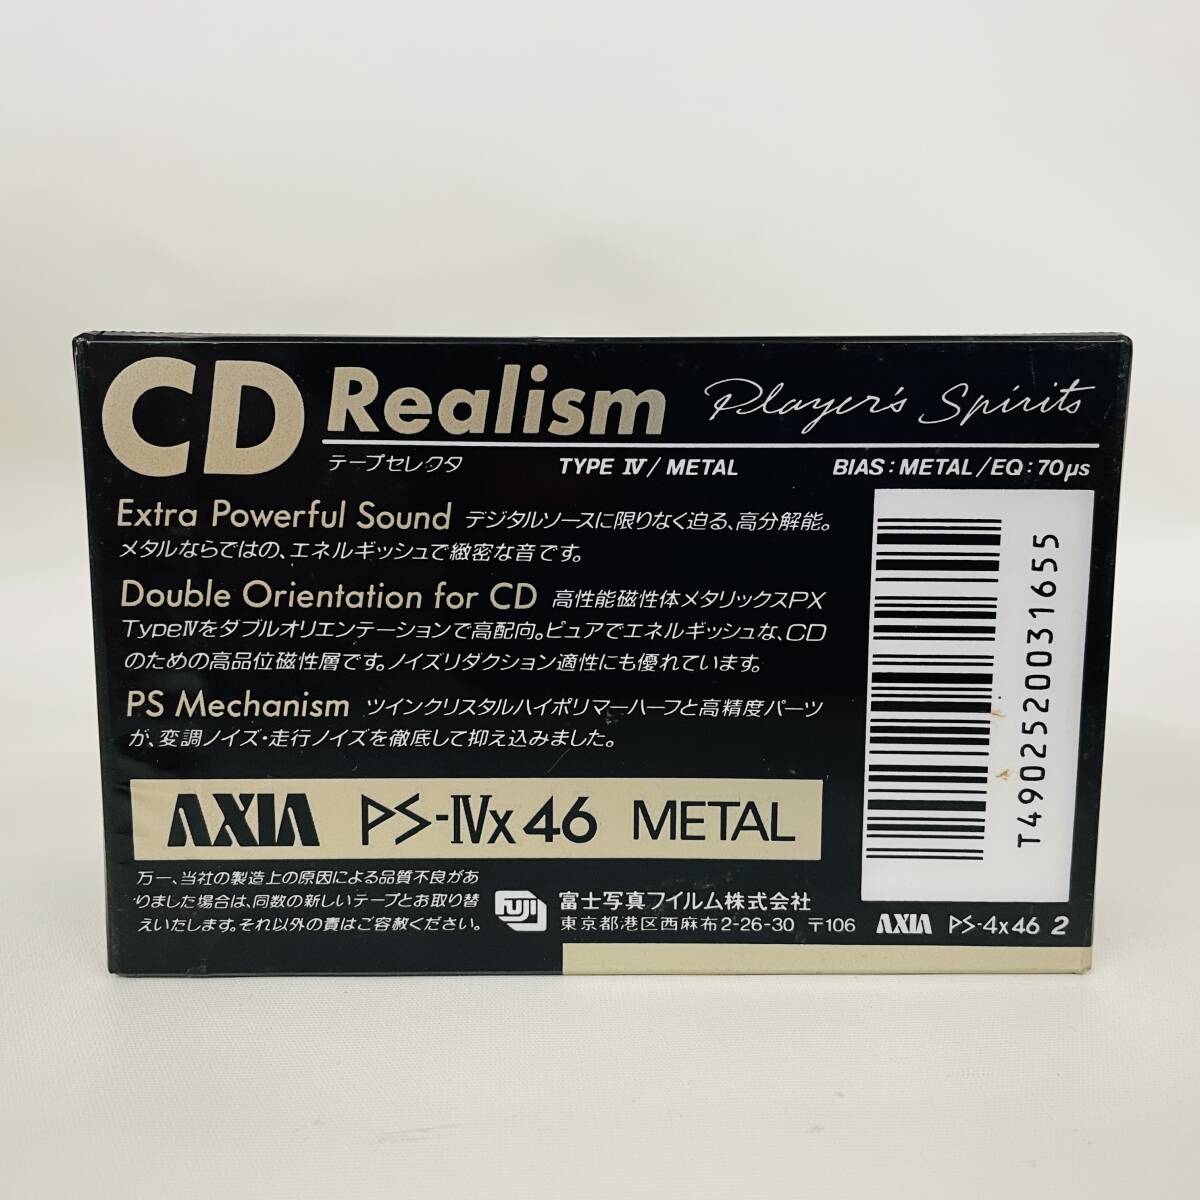 CD Realism Player's Spirits
テープセレクタ TYPE Ⅳ/METAL BIAS:METAL/EQ:70μs
Extra Powerful Sound デジタルソースに限りなく迫る、高分解能。
メタルならではの、エネルギッシュで緻密な音です。
Double Orientation for CD 高性能磁性体メタリックスPX
TypeⅣをダブルオリエンテーションで高配向。ピュアでエネルギッシュな、CD
のための高品位磁性層です。ノイズリダクション適性にも優れています。
PS Mechanism ツインクリスタルハイポリマーハーフと高精度パーツ
が、変調ノイズ・走行ノイズを徹底して抑え込みました。
T4902520031655
AXIA PS-Ⅳx 46 METAL
万一、当社の製造上の原因による品質不良があ
りました場合は、同数の新しいテープとお取り替
えいたします。それ以外の責はご容赦ください。
FUJI
富士写真フイルム株式会社
東京都港区西麻布2-26-30 〒106
AXIA PS-4x46 2